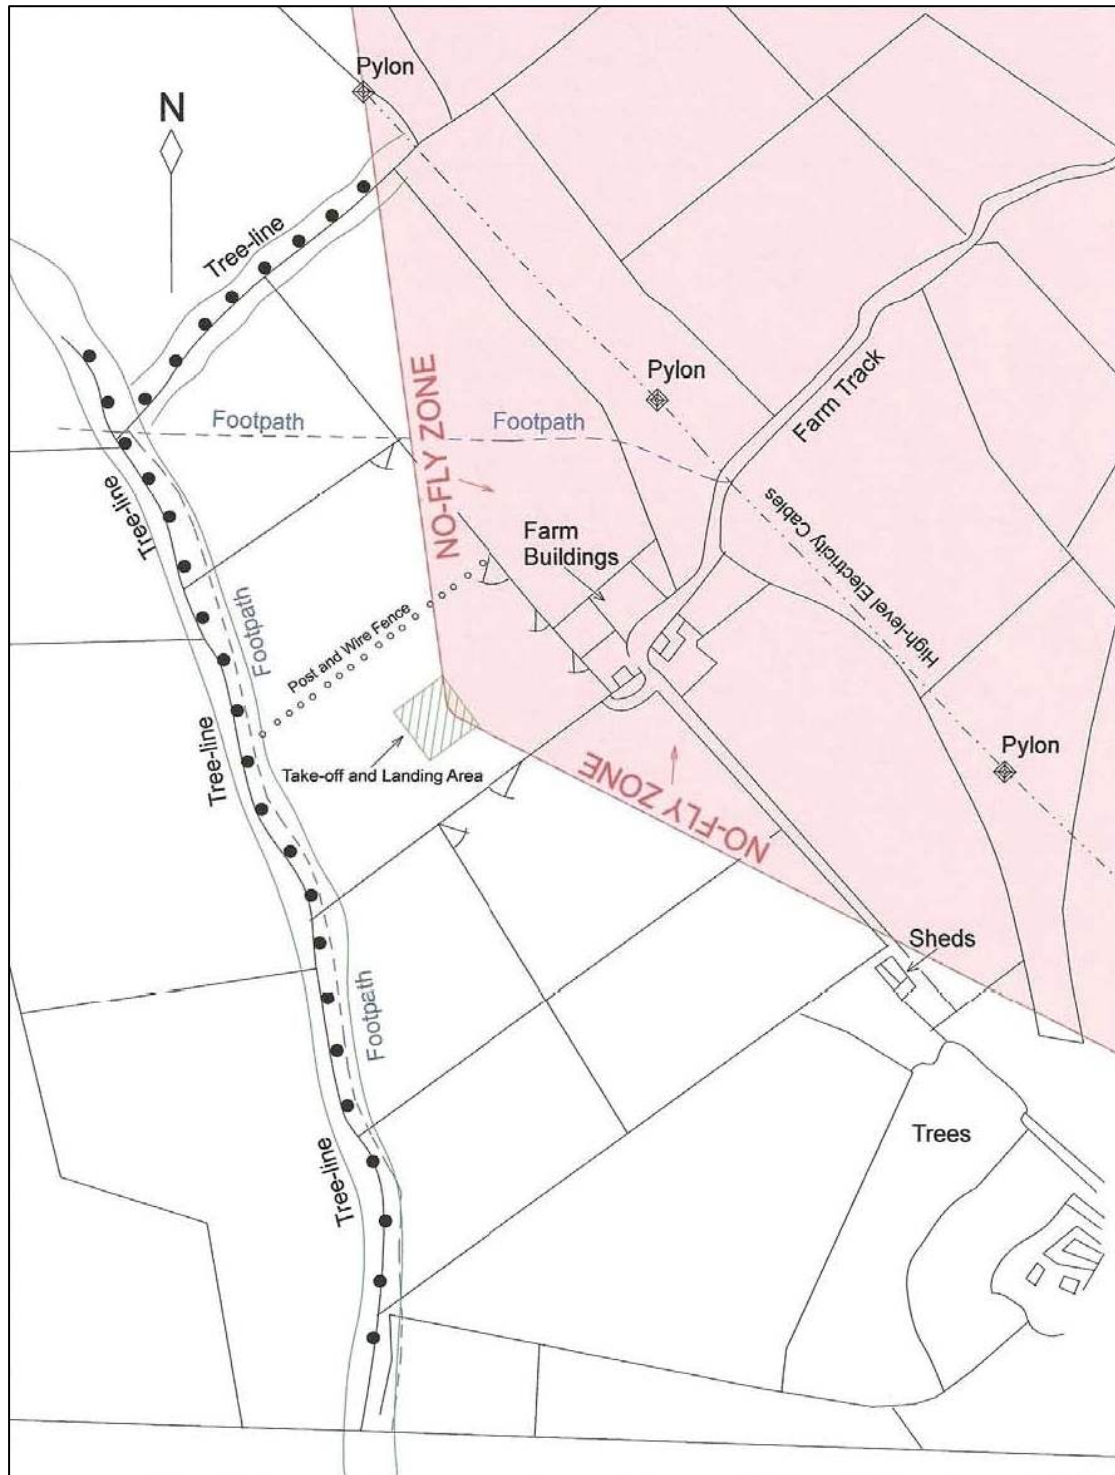 Pylon
N
Tree-line
Pylon
NO-FLY ZONE
Footpath
Footpath
Farm Track
Tree-line
Farm
Buildings
High-level Electricity Cables
Footpath
Post and Wire Fence
Tree-line
Take-off and Landing Area
NO-FLY ZONE
Pylon
Sheds
Footpath
Trees
Tree-line